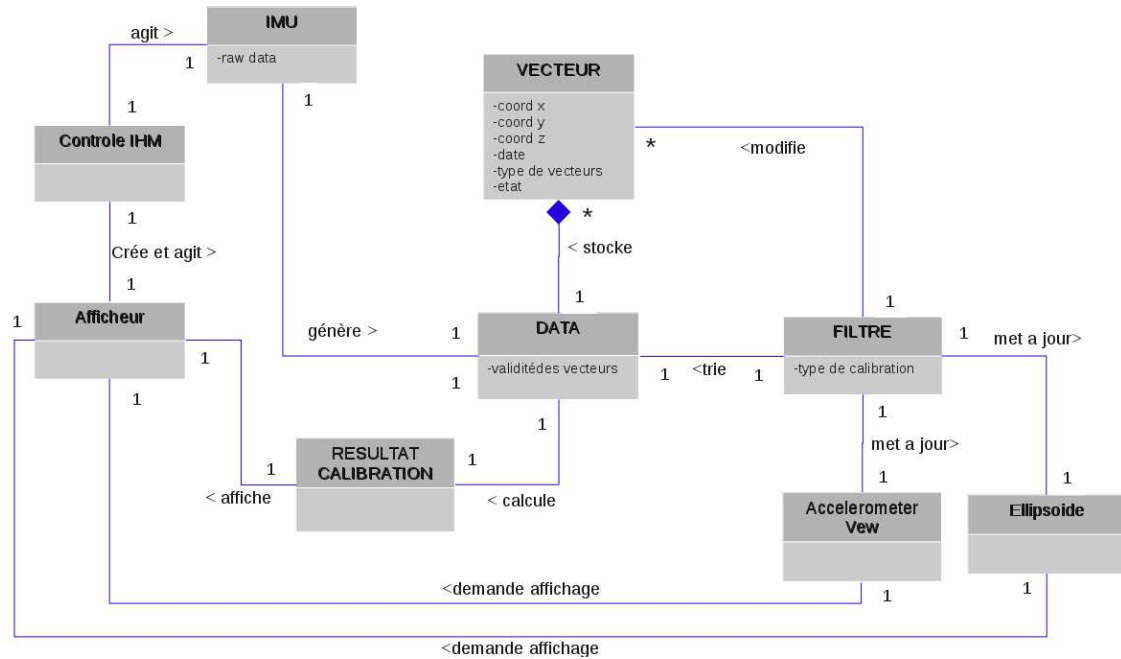 IMU
-raw data
agit >
1
1
1
Controle IHM
1
Crée et agit >
1
Afficheur
1
1
1
VECTEUR
-coord x
-coord y
-coord z
-date
-type de vecteurs
-etat
*
<modifie
*
< stocke
1
1
génère >
1
DATA
-validitédes vecteurs
1
1
1
<trie
1
FILTRE
-type de calibration
1
met a jour>
1
met a jour>
RESULTAT
CALIBRATION
1
1
< affiche
< calcule
1
1
Accelerometer
Vew
Ellipsoide
1
1
<demande affichage
<demande affichage